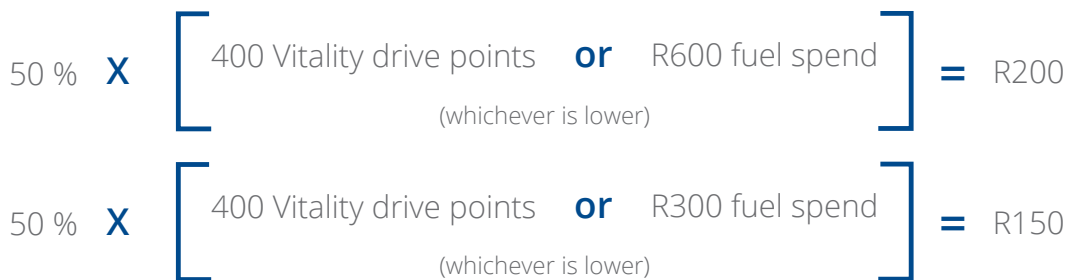 50 % X [ 400 Vitality drive points or R600 fuel spend ] = R200
(whichever is lower)
50 % X [ 400 Vitality drive points or R300 fuel spend ] = R150
(whichever is lower)